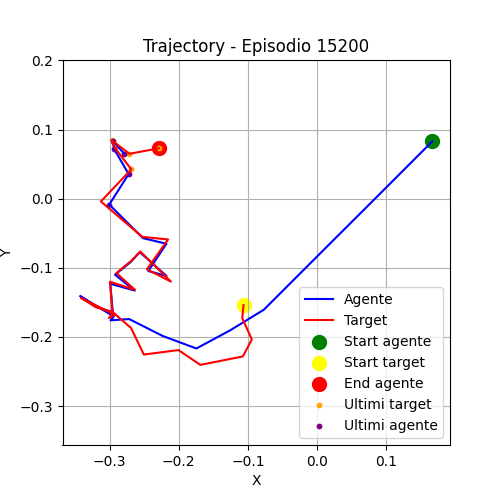 Trajectory - Episodio 15200
0.2
0.1
0.0
−0.1
−0.2
−0.3
Y
−0.3
−0.2
−0.1
0.0
0.1
X
Agente
Target
Start agente
Start target
End agente
Ultimi target
Ultimi agente